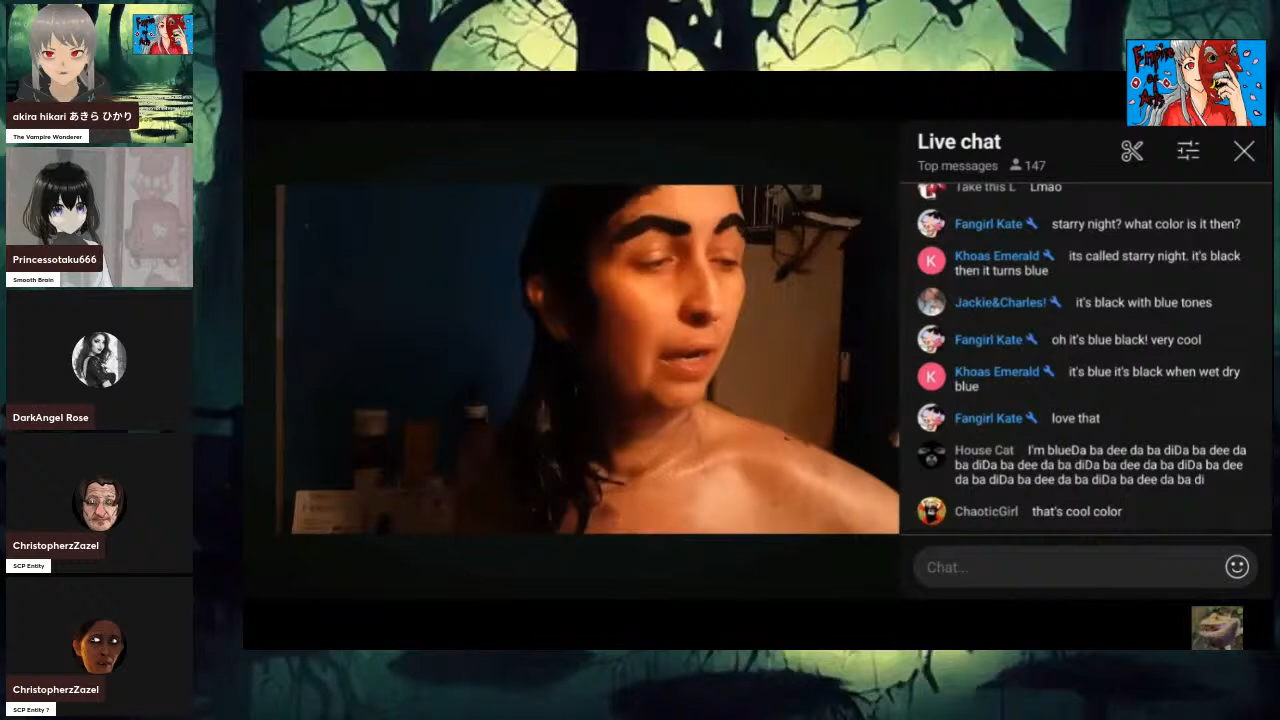 akira hikari あきら ひかり
The Vampire Wonderer
Princessotaku666
Smooth Brain
DarkAngel Rose
ChristopherzZazel
SCP Entity
ChristopherzZazel
SCP Entity ?
Empire
of
Arts
Live chat
Top messages 147
Take this L Lmao
Fangirl Kate starry night? what color is it then?
Khoas Emerald its called starry night. it's black
then it turns blue
Jackie&Charles! it's black with blue tones
Fangirl Kate oh it's blue black! very cool
K
Khoas Emerald it's blue it's black when wet dry
blue
K
Fangirl Kate love that
House Cat I'm blueDa ba dee da ba diDa ba dee da
ba diDa ba dee da ba diDa ba dee da ba diDa ba dee
da ba diDa ba dee da ba diDa ba dee da ba di
ChaoticGirl that's cool color
Chat...